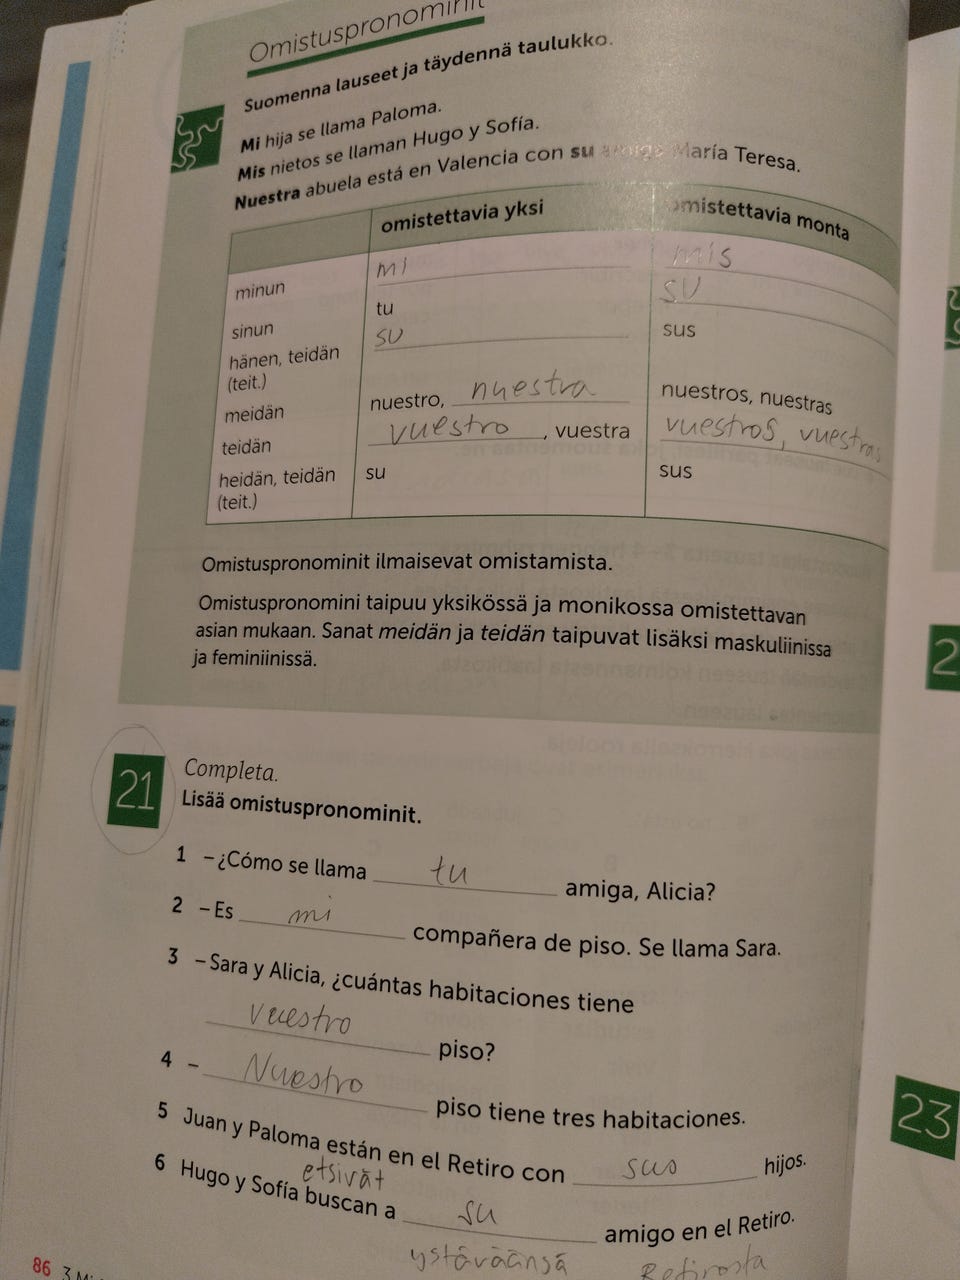 Omistuspronominit
Suomenna lauseet ja täydennä taulukko.
Mi hija se llama Paloma.
Mis nietos se llaman Hugo y Sofía.
Nuestra abuela está en Valencia con su amiga María Teresa.
omistettavia yksi omistettavia monta
minun mi mis
sinun tu su
hänen, teidän (teit.) su sus
meidän nuestro, nuestra nuestros, nuestras
teidän vuestro, vuestra vuestros, vuestras
heidän, teidän (teit.) su sus
Omistuspronominit ilmaisevat omistamista.
Omistuspronomini taipuu yksikössä ja monikossa omistettavan
asian mukaan. Sanat meidän ja teidän taipuvat lisäksi maskuliinissa
ja feminiinissä.
21 Completa.
Lisää omistuspronominit.
1 – ¿Cómo se llama tu amiga, Alicia?
2 – Es mi compañera de piso. Se llama Sara.
3 – Sara y Alicia, ¿cuántas habitaciones tiene
vuestro piso?
4 – Nuestro piso tiene tres habitaciones.
5 Juan y Paloma están en el Retiro con sus hijos.
etsivät
6 Hugo y Sofía buscan a su amigo en el Retiro.
ystäväänsä Retirosta
86 3
2
23